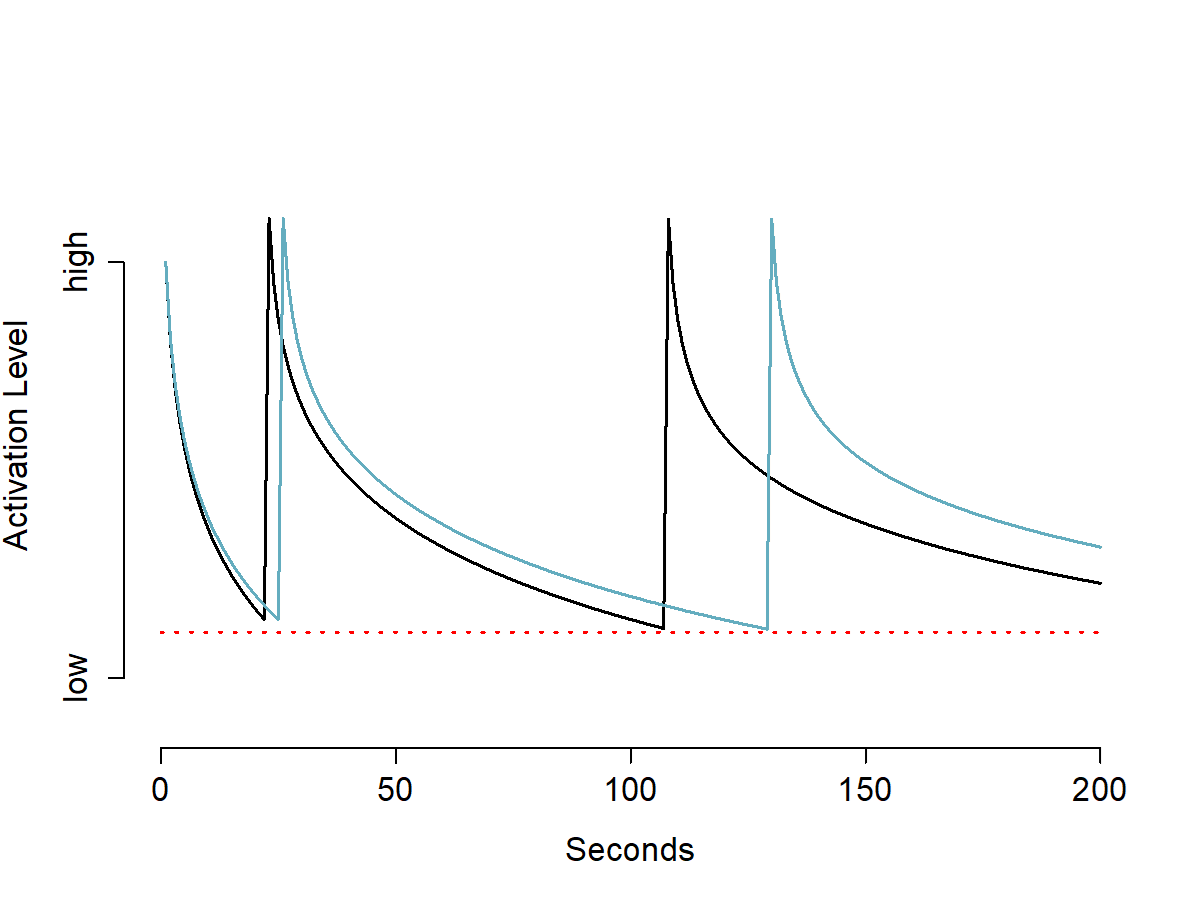 high
Activation Level
low
0 50 100 150 200
Seconds